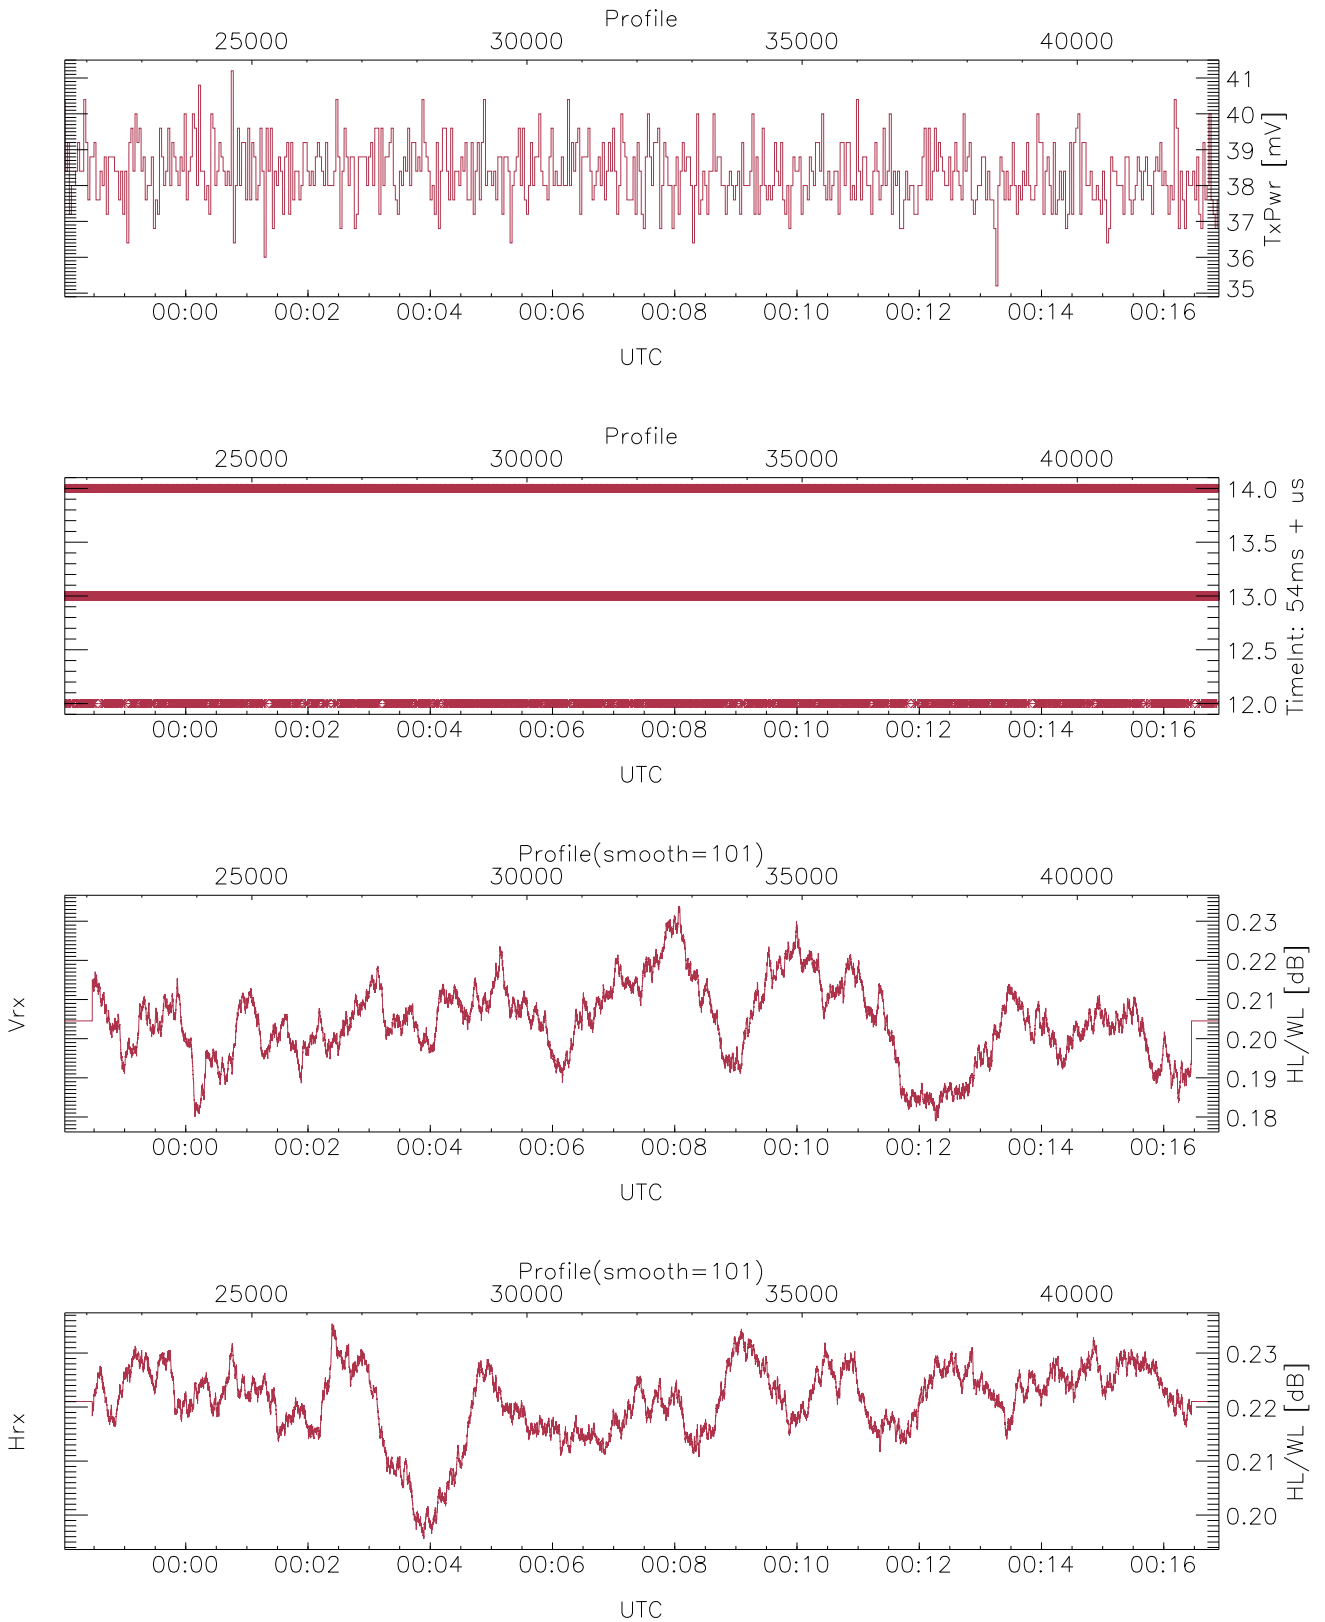 Profile
25000 30000 35000 40000
41
40
39
38
37
36
35
TxPwr [mV]
00:00 00:02 00:04 00:06 00:08 00:10 00:12 00:14 00:16
UTC
Profile
25000 30000 35000 40000
14.0
13.5
13.0
12.5
12.0
TimeInt: 54ms + us
00:00 00:02 00:04 00:06 00:08 00:10 00:12 00:14 00:16
UTC
Profile(smooth=101)
25000 30000 35000 40000
Vrx
0.23
0.22
0.21
0.20
0.19
0.18
HL/WL [dB]
00:00 00:02 00:04 00:06 00:08 00:10 00:12 00:14 00:16
UTC
Profile(smooth=101)
25000 30000 35000 40000
Hrx
0.23
0.22
0.21
0.20
HL/WL [dB]
00:00 00:02 00:04 00:06 00:08 00:10 00:12 00:14 00:16
UTC